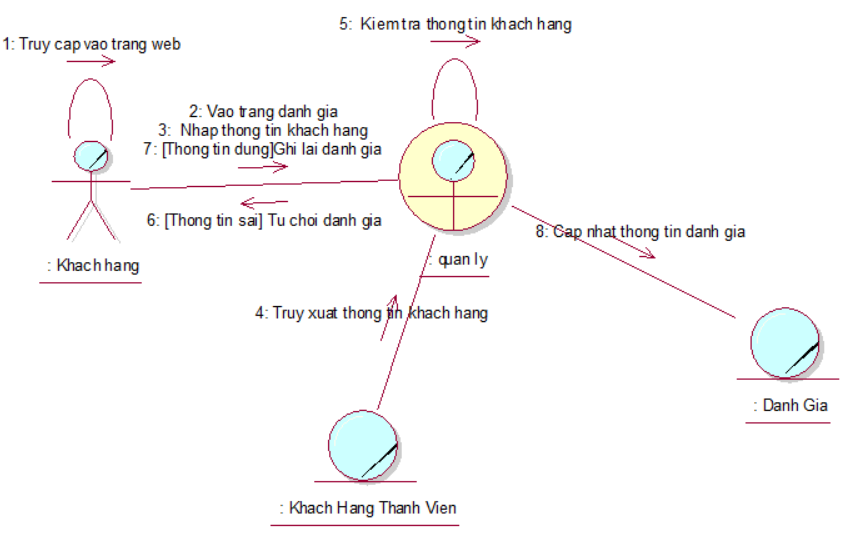 5: Kiem tra thong tin khach hang
1: Truy cap vao trang web
2: Vao trang danh gia
3: Nhap thong tin khach hang
7: [Thong tin dung]Ghi lai danh gia
6: [Thong tin sai] Tu choi danh gia
8: Cap nhat thong tin danh gia
: Khach hang
: quan ly
4: Truy xuat thong tin khach hang
: Danh Gia
: Khach Hang Thanh Vien